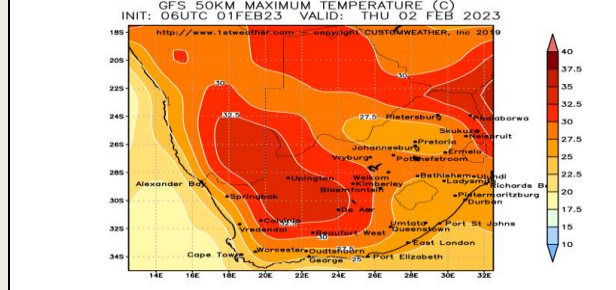 GFS 50KM MAXIMUM TEMPERATURE (C)
INIT: 06UTC 01FEB23 VALID: THU 02 FEB 2023
http://www.1stweather.com -- copyright CUSTOMWEATHER, Inc 2019
18S
20S
22S
24S
26S
28S
30S
32S
34S
14E 16E 18E 20E 22E 24E 26E 28E 30E 32E
30
30
32.5
27.5
30
27.5
25
Pietersburg
Phalaborwa
Skukuza
Nelspruit
Pretoria
Johannesburg
Ermelo
Vryburg
Potchefstroom
Welkom
Bethlehem
Ulundi
Ladysmith
Upington
Kimberley
Richards B
Alexander Bay
Bloemfontein
Pietermaritzburg
Springbok
Durban
De Aar
Calvinia
Umtata
Port St Johns
Vredendal
Beaufort West
Queenstown
East London
Worcester
Oudtshoorn
Cape Town
George
Port Elizabeth
40
37.5
35
32.5
30
27.5
25
22.5
20
17.5
15
10